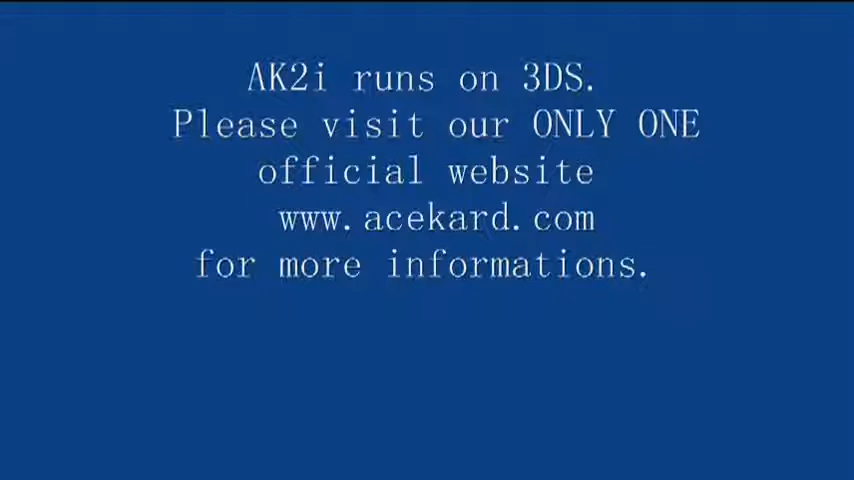 AK2i runs on 3DS.
Please visit our ONLY ONE
official website
www.acekard.com
for more informations.